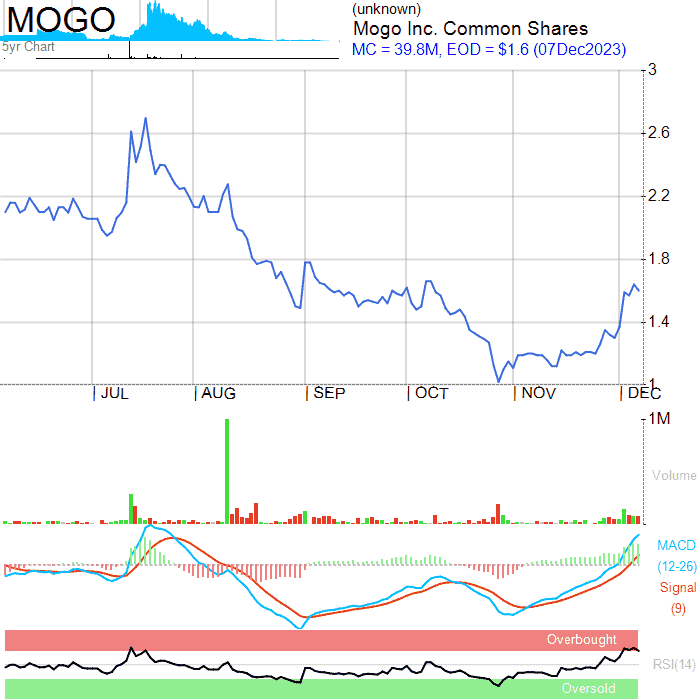 MOGO
5yr Chart
(unknown)
Mogo Inc. Common Shares
MC = 39.8M, EOD = $1.6 (07Dec2023)
3
2.6
2.2
1.8
1.4
1
JUL
AUG
SEP
OCT
NOV
DEC
1M
Volume
MACD
(12-26)
Signal
(9)
Overbought
RSI(14)
Oversold